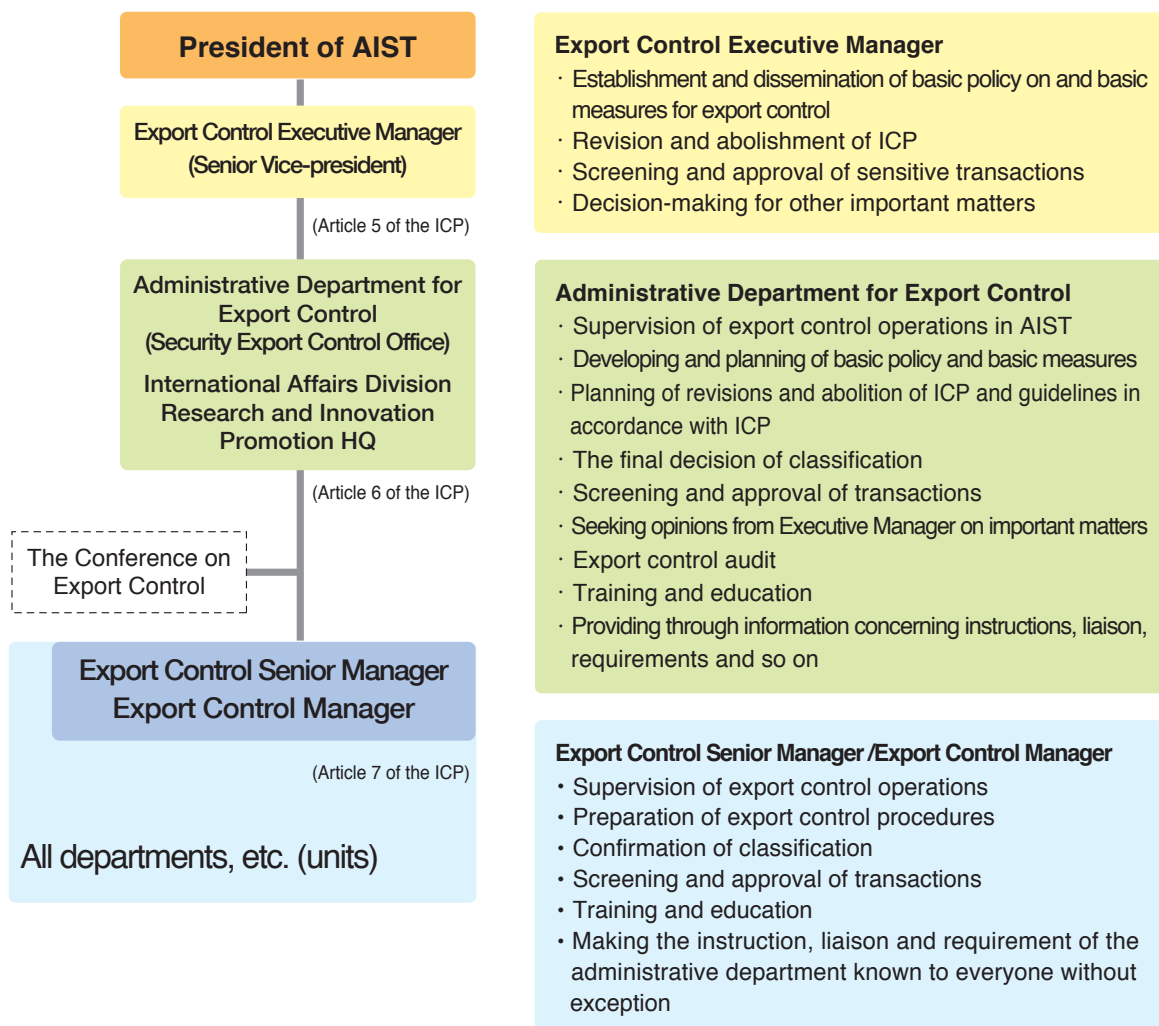 President of AIST
Export Control Executive Manager
(Senior Vice-president)
(Article 5 of the ICP)
Administrative Department for
Export Control
(Security Export Control Office)
International Affairs Division
Research and Innovation
Promotion HQ
(Article 6 of the ICP)
The Conference on
Export Control
Export Control Senior Manager
Export Control Manager
(Article 7 of the ICP)
All departments, etc. (units)
Export Control Executive Manager
· Establishment and dissemination of basic policy on and basic
measures for export control
· Revision and abolishment of ICP
· Screening and approval of sensitive transactions
· Decision-making for other important matters
Administrative Department for Export Control
· Supervision of export control operations in AIST
· Developing and planning of basic policy and basic measures
· Planning of revisions and abolition of ICP and guidelines in
accordance with ICP
· The final decision of classification
· Screening and approval of transactions
· Seeking opinions from Executive Manager on important matters
· Export control audit
· Training and education
· Providing through information concerning instructions, liaison,
requirements and so on
Export Control Senior Manager /Export Control Manager
• Supervision of export control operations
• Preparation of export control procedures
• Confirmation of classification
• Screening and approval of transactions
• Training and education
• Making the instruction, liaison and requirement of the
administrative department known to everyone without
exception